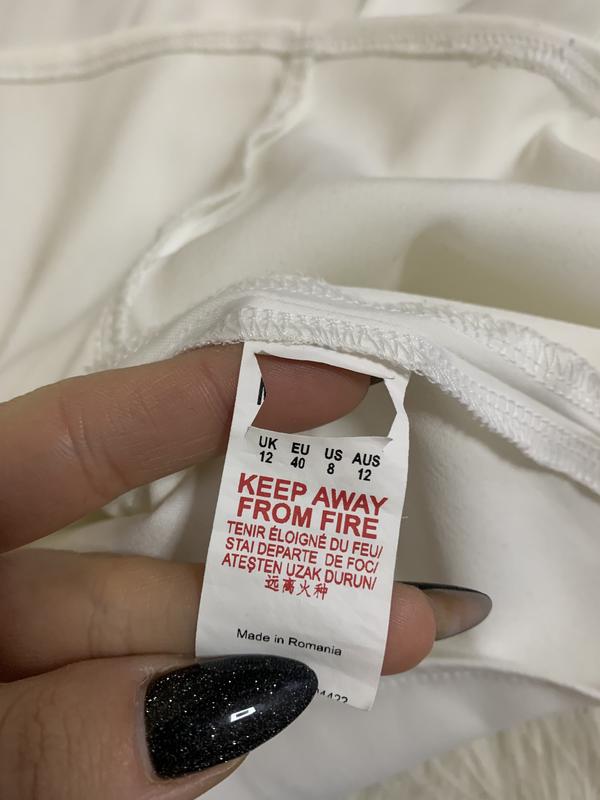 UK EU US AUS
12 40 8 12
KEEP AWAY
FROM FIRE
TENIR ÉLOIGNÉ DU FEU/
STAI DEPARTE DE FOC/
ATEŞTEN UZAK DURUN/
远离火种
Made in Romania